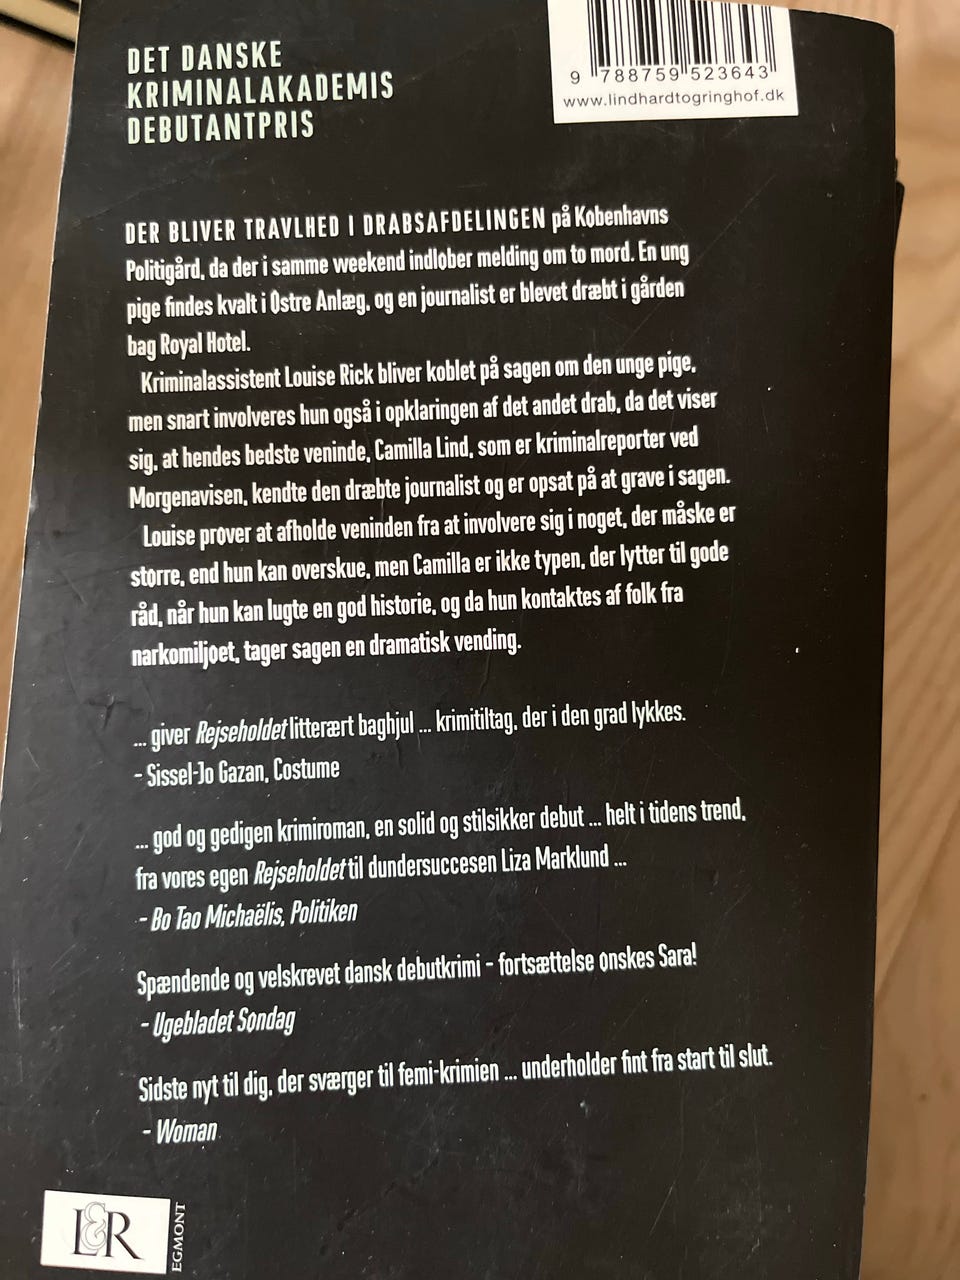 DET DANSKE
KRIMINALAKADEMIS
DEBUTANTPRIS
9 788759 523643
www.lindhardtogringhof.dk
DER BLIVER TRAVLHED I DRABSAFDELINGEN på Københavns
Politigård, da der i samme weekend indløber melding om to mord. En ung
pige findes kvalt i Østre Anlæg, og en journalist er blevet dræbt i gården
bag Royal Hotel.
Kriminalassistent Louise Rick bliver koblet på sagen om den unge pige,
men snart involveres hun også i opklaringen af det andet drab, da det viser
sig, at hendes bedste veninde, Camilla Lind, som er kriminalreporter ved
Morgenavisen, kendte den dræbte journalist og er opsat på at grave i sagen.
Louise prøver at afholde veninden fra at involvere sig i noget, der måske er
større, end hun kan overskue, men Camilla er ikke typen, der lytter til gode
råd, når hun kan lugte en god historie, og da hun kontaktes af folk fra
narkomiljøet, tager sagen en dramatisk vending.
... giver Rejseholdet litterært baghjul ... krimitiltag, der i den grad lykkes.
- Sissel-Jo Gazan, Costume
... god og gedigen krimiroman, en solid og stilsikker debut ... helt i tidens trend,
fra vores egen Rejseholdet til dundersuccesen Liza Marklund ...
- Bo Tao Michaëlis, Politiken
Spændende og velskrevet dansk debutkrimi - fortsættelse ønskes Sara!
- Ugebladet Søndag
Sidste nyt til dig, der sværger til femi-krimien ... underholder fint fra start til slut.
- Woman
L&R
EGMONT